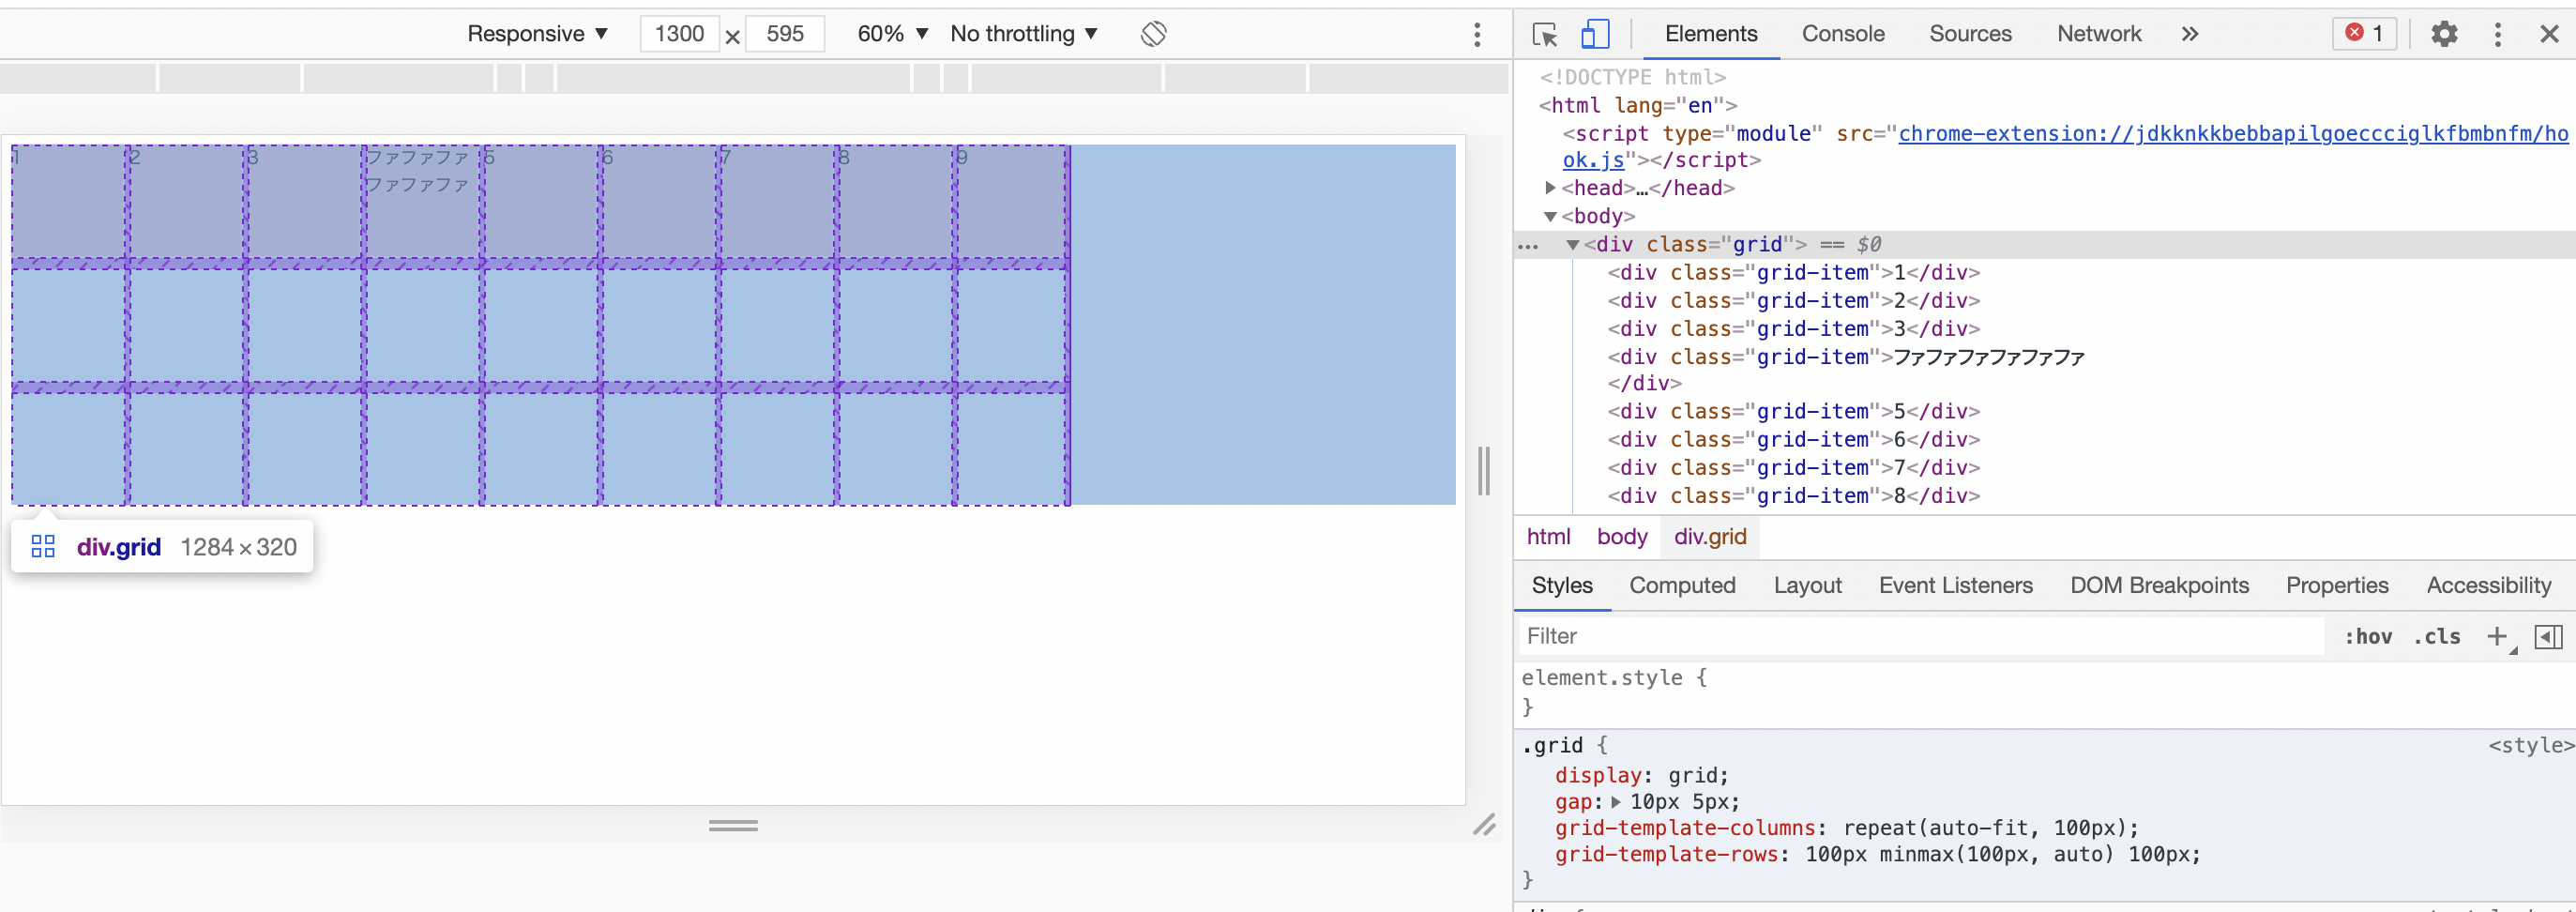 Responsive ▼ 1300 × 595 60% ▼ No throttling ▼
1 2 3 ファファファ 5 6 7 8 9
ファファファ
div.grid 1284×320
Elements Console Sources Network » 1
<!DOCTYPE html>
<html lang="en">
<script type="module" src="chrome-extension://jdkknkkbebbapilgoeccciglkfbmbnfm/ho
ok.js"></script>
<head>…</head>
<body>
… <div class="grid"> == $0
<div class="grid-item">1</div>
<div class="grid-item">2</div>
<div class="grid-item">3</div>
<div class="grid-item">ファファファファファファ
</div>
<div class="grid-item">5</div>
<div class="grid-item">6</div>
<div class="grid-item">7</div>
<div class="grid-item">8</div>
html body div.grid
Styles Computed Layout Event Listeners DOM Breakpoints Properties Accessibility
Filter :hov .cls +
element.style {
}
.grid { <style>
display: grid;
gap: 10px 5px;
grid-template-columns: repeat(auto-fit, 100px);
grid-template-rows: 100px minmax(100px, auto) 100px;
}